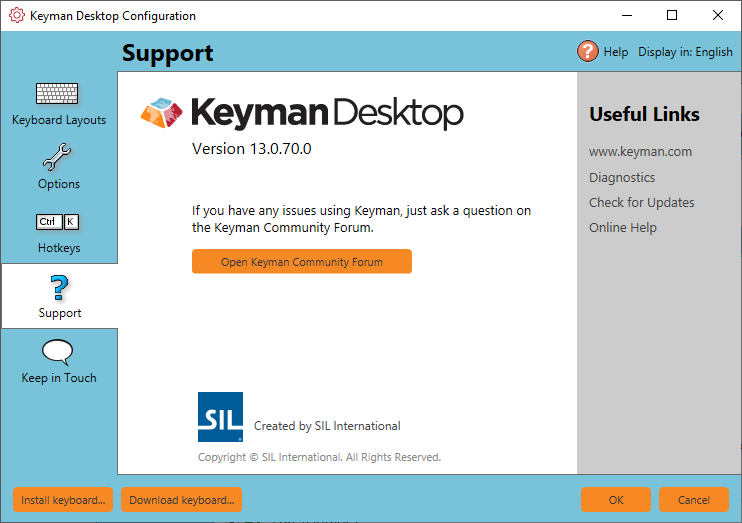 Keyman Desktop Configuration
Support
Help
Display in: English
Keyboard Layouts
Options
Ctrl K
Hotkeys
Support
Keep in Touch
Keyman Desktop
Version 13.0.70.0
If you have any issues using Keyman, just ask a question on
the Keyman Community Forum.
Open Keyman Community Forum
SIL
Created by SIL International
Copyright © SIL International. All Rights Reserved.
Useful Links
www.keyman.com
Diagnostics
Check for Updates
Online Help
Install keyboard...
Download keyboard...
OK
Cancel